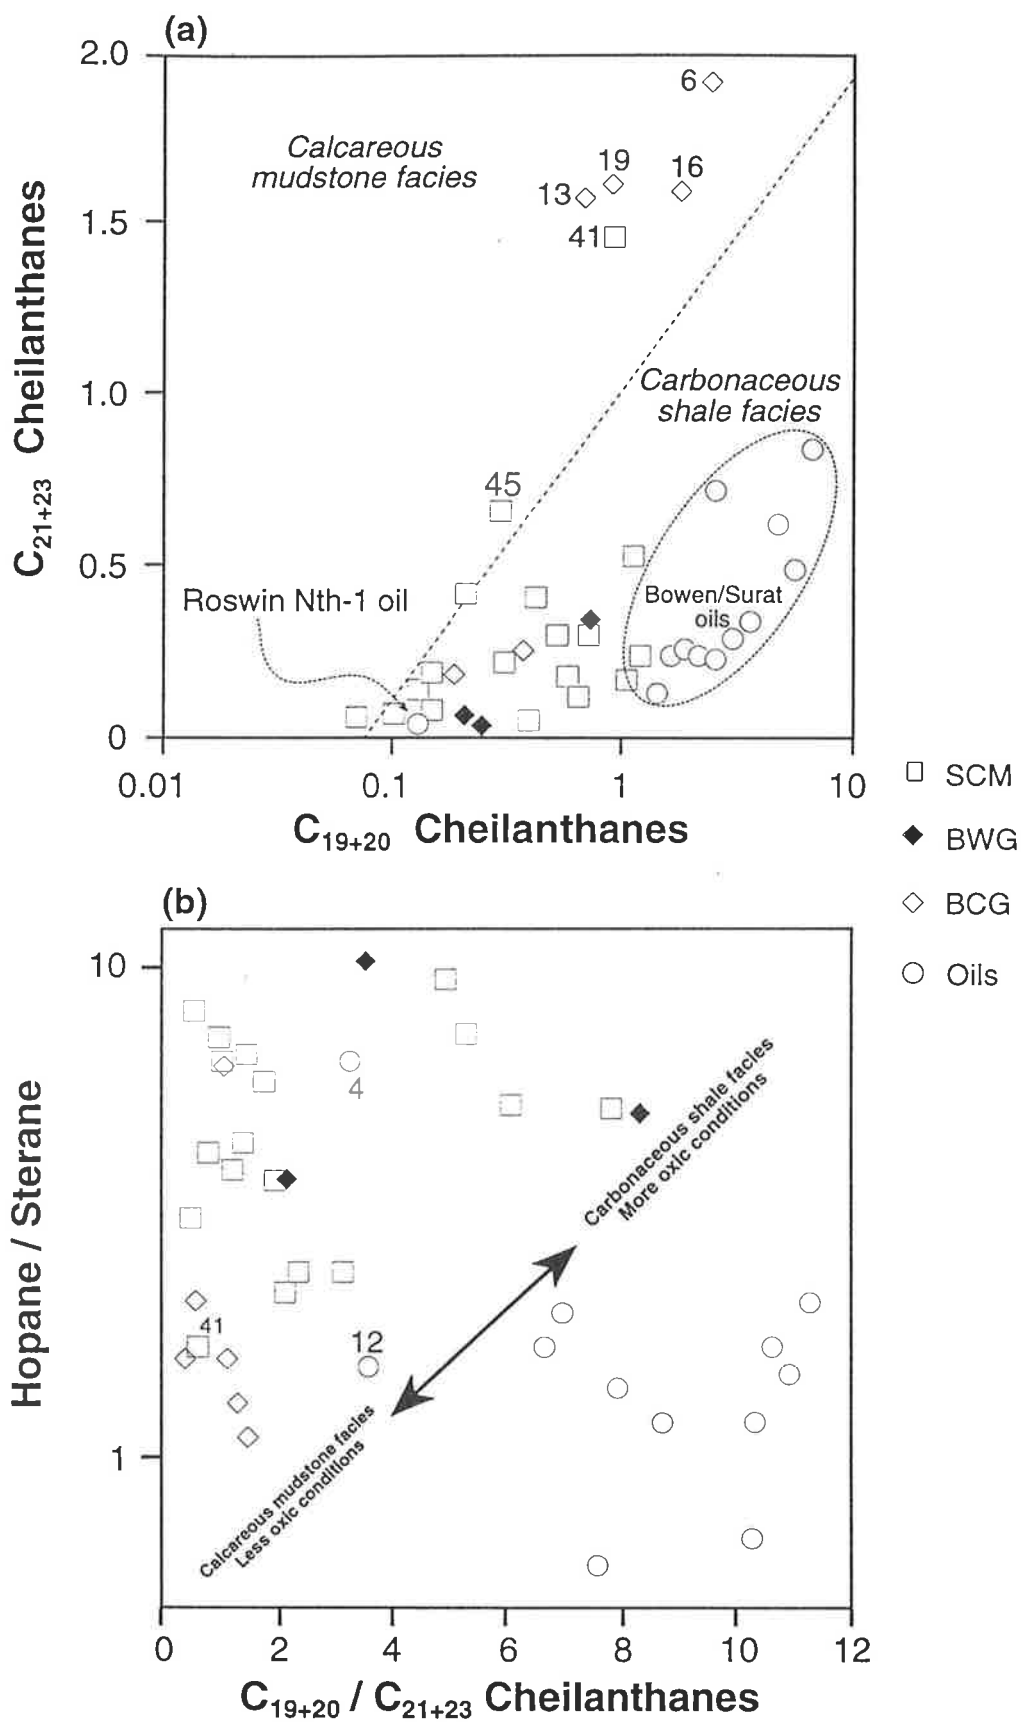 (a)
2.0
1.5
1.0
0.5
0
C21+23 Cheilanthanes
Calcareous
mudstone facies
6
19
16
13
41
Carbonaceous
shale facies
45
Roswin Nth-1 oil
Bowen/Surat
oils
0.01
0.1
1
10
C19+20 Cheilanthanes
SCM
BWG
BCG
Oils
(b)
10
1
Hopane / Sterane
4
41
12
Carbonaceous shale facies
More oxic conditions
Calcareous mudstone facies
Less oxic conditions
0
2
4
6
8
10
12
C19+20 / C21+23 Cheilanthanes